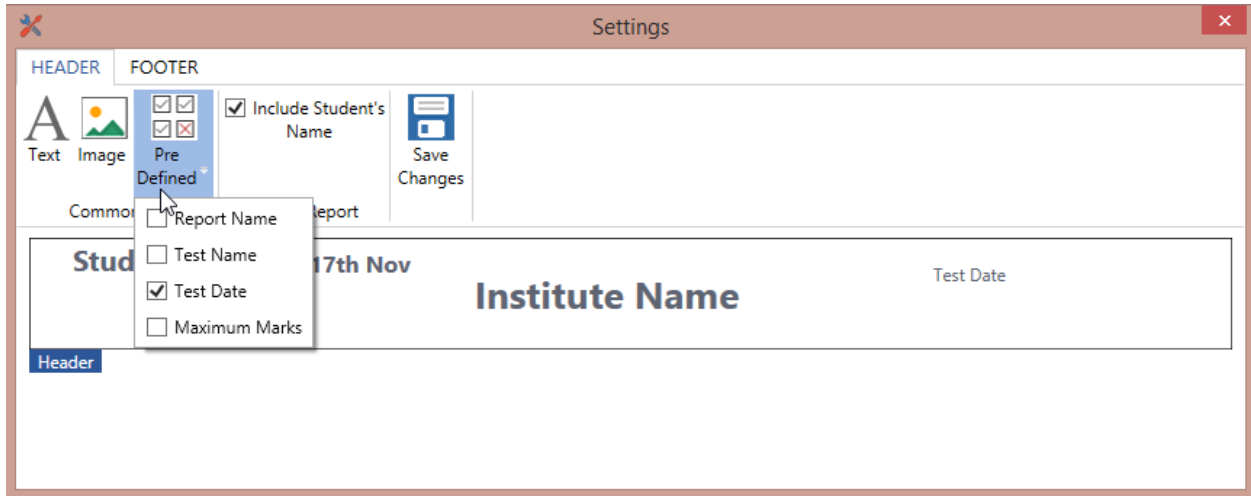 Settings
HEADER FOOTER
Include Student's
Name
Text Image Pre
Defined
Save
Changes
Report Name
Test Name
Test Date
Maximum Marks
17th Nov
Institute Name
Test Date
Header